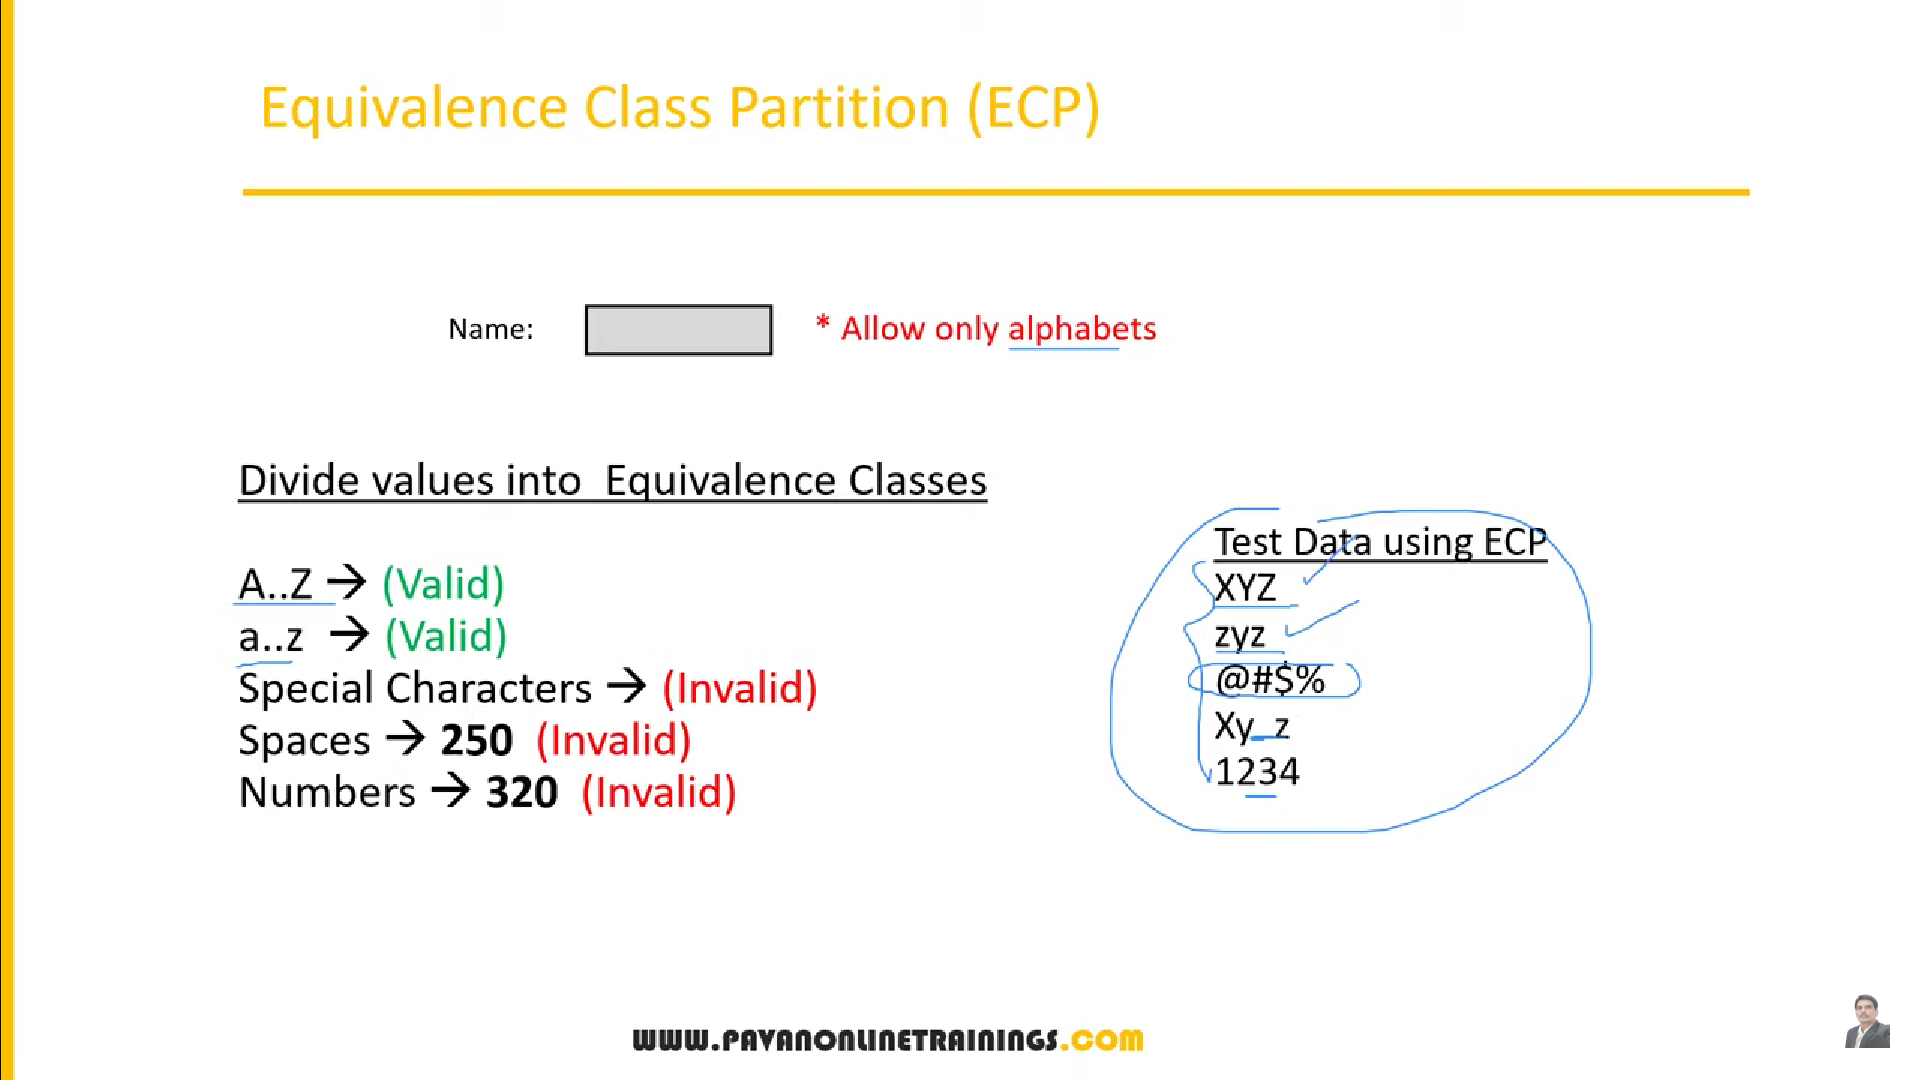 Equivalence Class Partition (ECP)
Name:
* Allow only alphabets
Divide values into Equivalence Classes
A..Z → (Valid)
a..z → (Valid)
Special Characters → (Invalid)
Spaces → 250 (Invalid)
Numbers → 320 (Invalid)
Test Data using ECP
XYZ
zyz
@#$%
Xy z
1234
WWW.PAVANONLINETRAININGS.COM